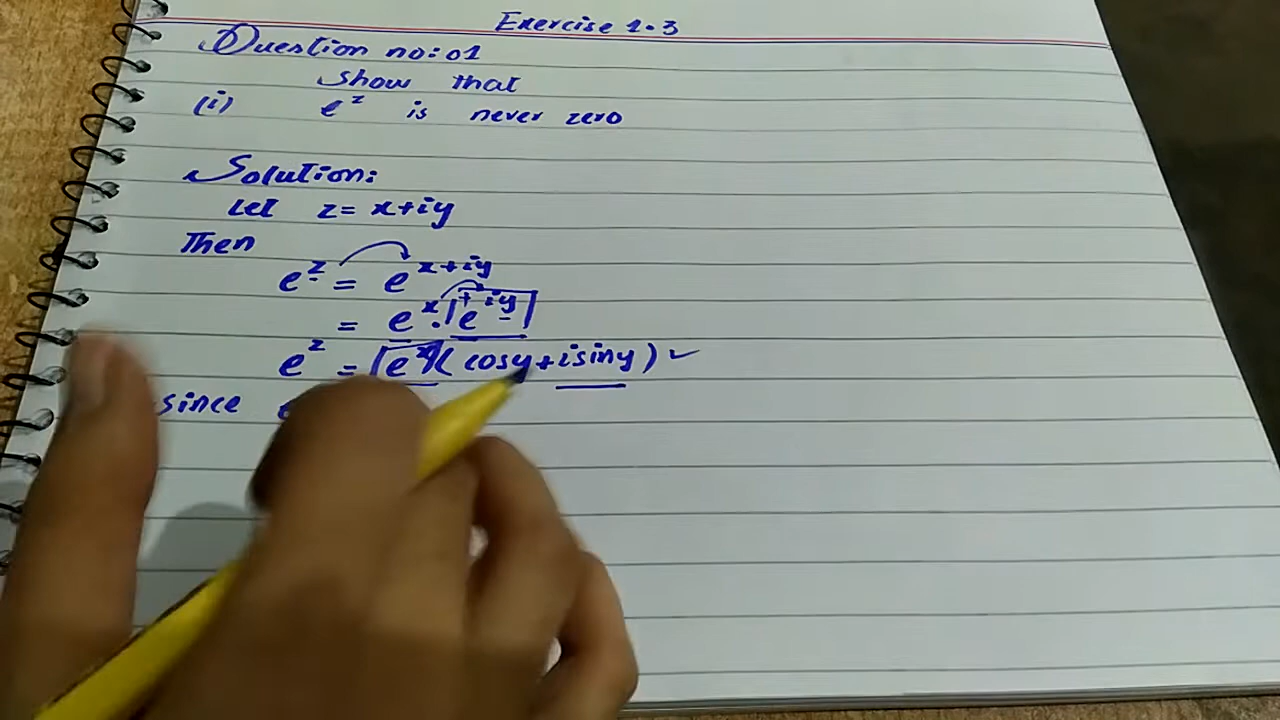 Exercise 1.3
Question no:01
Show that
(i) e^z is never zero
Solution:
Let z = x+iy
Then
e^z = e^x+iy
= e^x . e^+iy
e^z = e^x ( cosy + isiny ) ✓
since